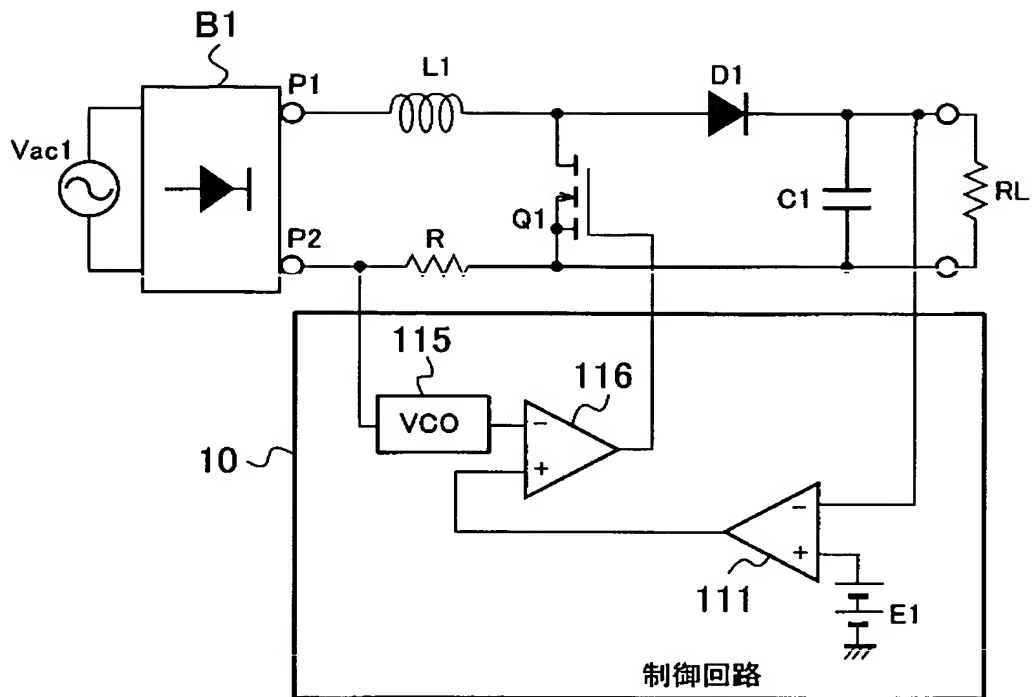 B1
P1
L1
D1
Vac1
Q1
C1
RL
P2
R
115
116
VCO
-
+
10
-
+
111
E1
制御回路